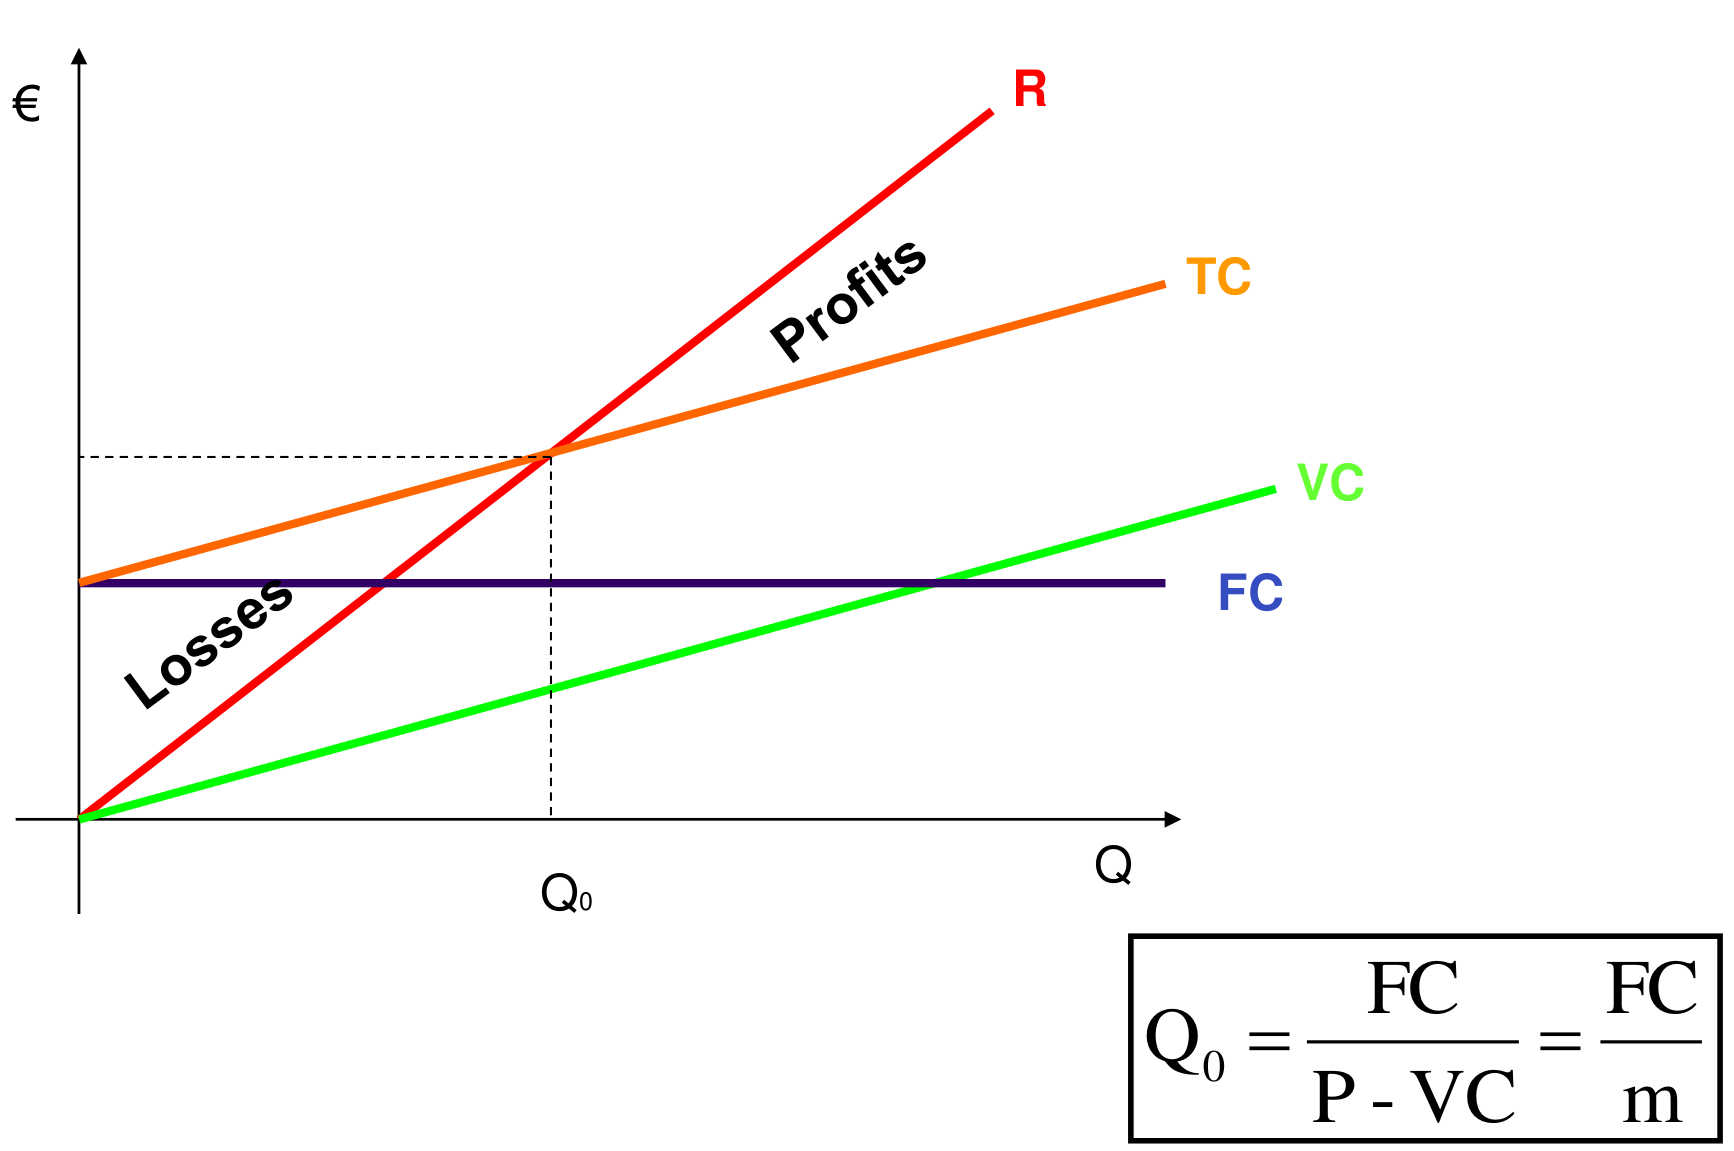 €
R
Profits
TC
VC
FC
Losses
Q
Q₀
Q₀ = FC / (P - VC) = FC / m